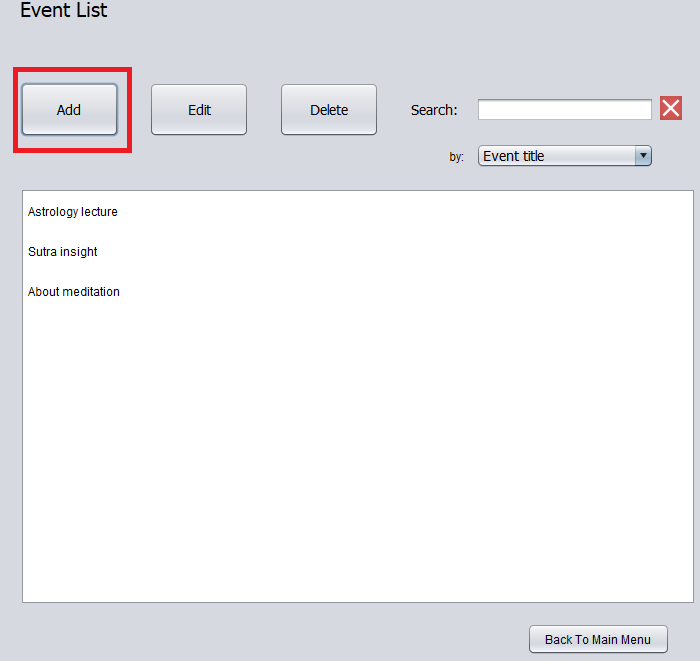 Event List
Add Edit Delete Search:
by: Event title
Astrology lecture
Sutra insight
About meditation
Back To Main Menu